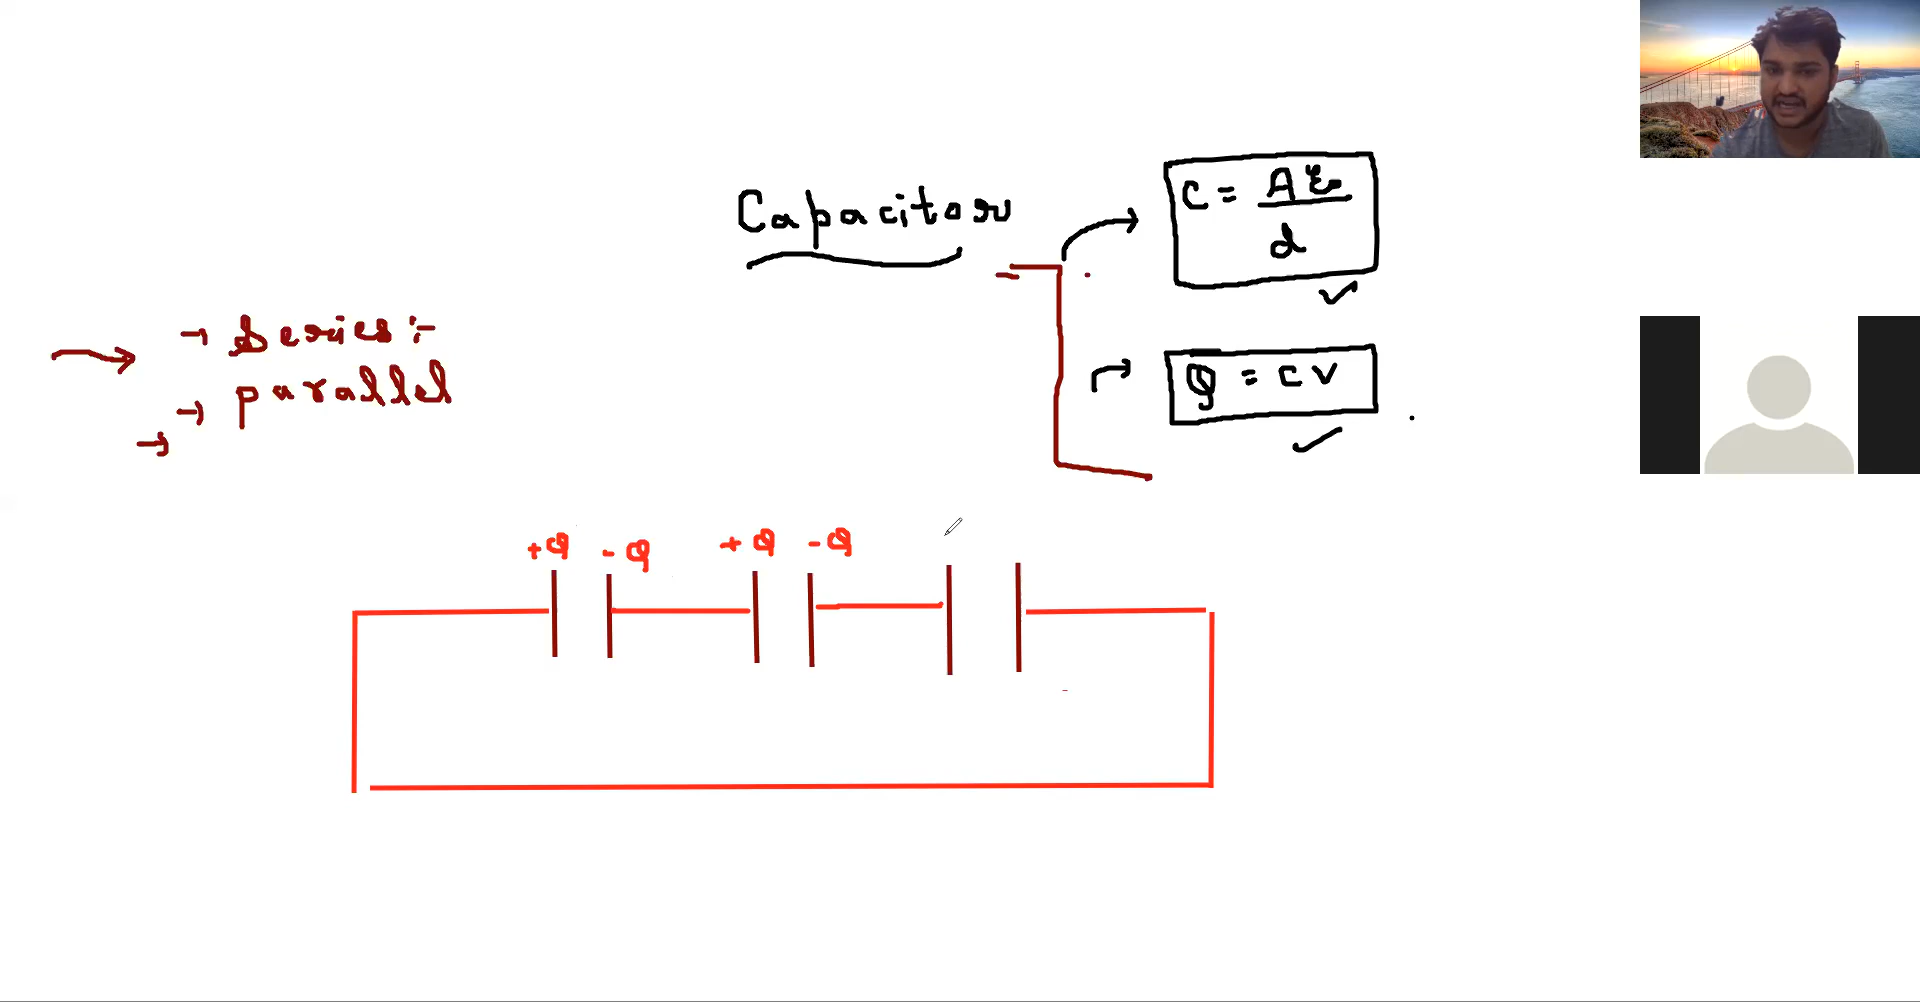 Capacitor
C = Aε₀
d
→ Series :-
→ parallel
→
Q = CV
+Q -Q +Q -Q